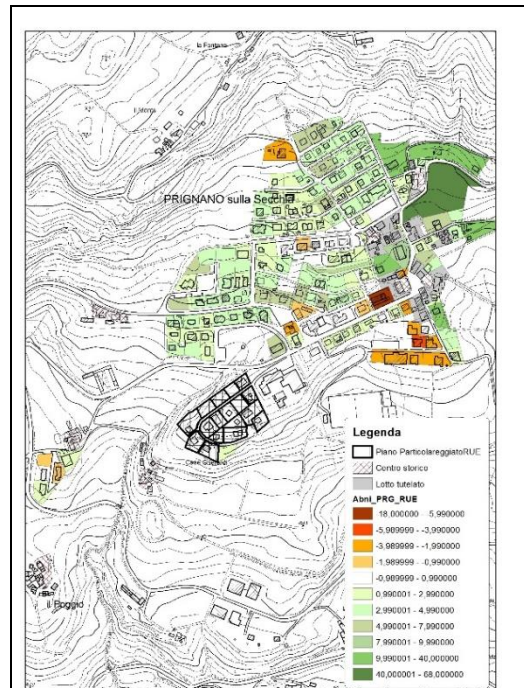 la Fontana
PRIGNANO sulla Secchia
il Poggio
Legenda
Piano ParticolareggiatoRUE
Centro storico
Lotto tutelato
AbnI_PRG_RUE
18,000000 - -5,990000
-5,989999 - -3,990000
-3,989999 - -1,990000
-1,989999 - -0,990000
-0,989999 - 0,990000
0,990001 - 2,990000
2,990001 - 4,990000
4,990001 - 7,990000
7,990001 - 9,990000
9,990001 - 40,000000
40,000001 - 68,000000